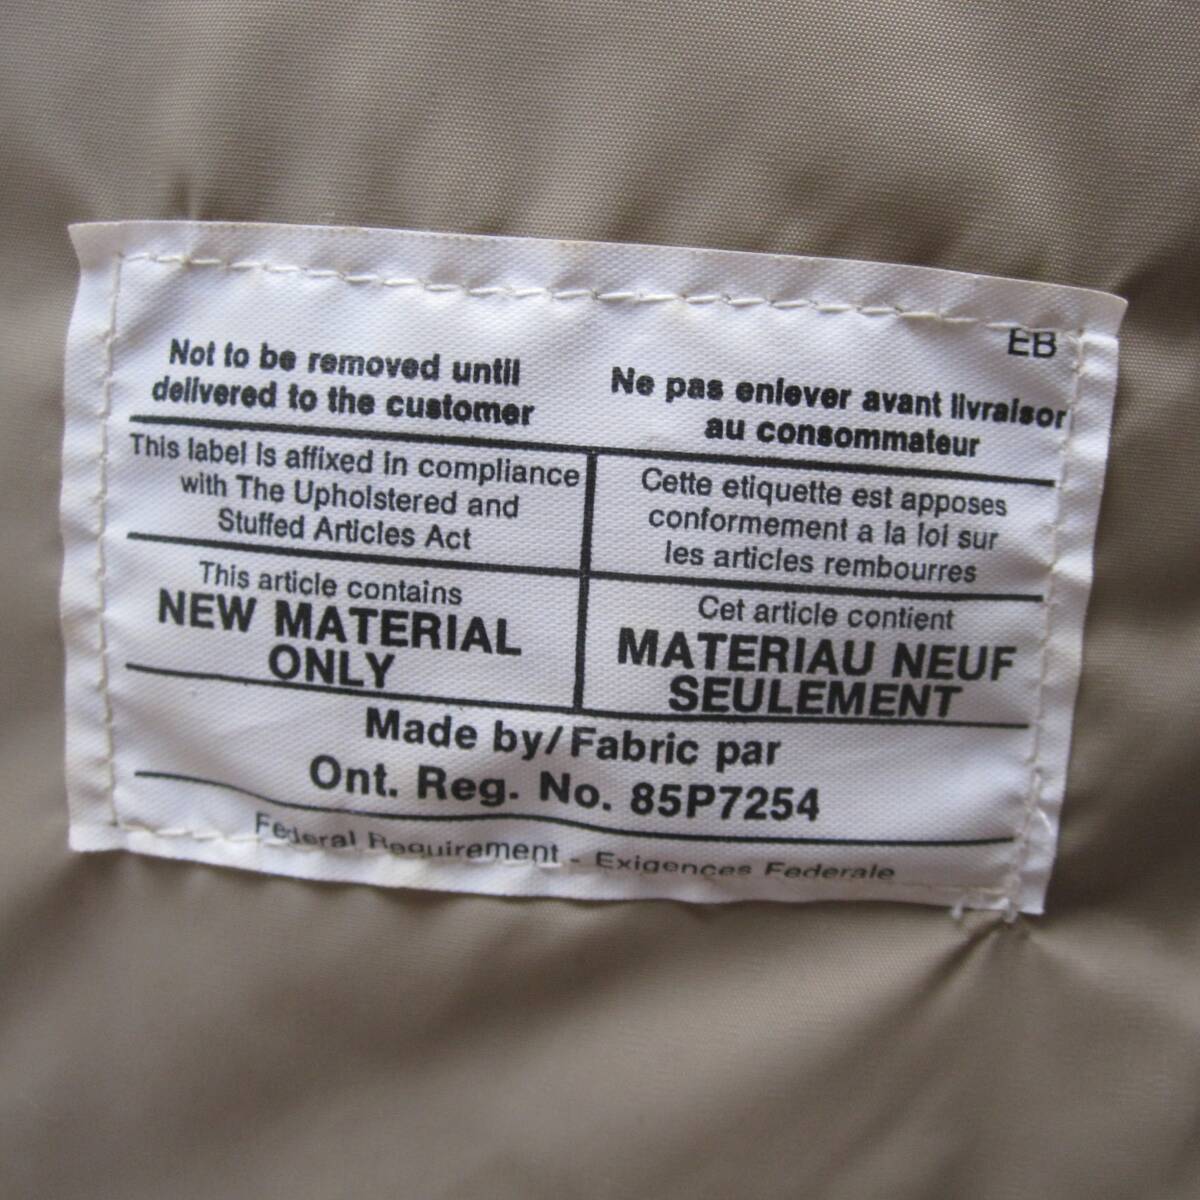 EB
Not to be removed until
delivered to the customer
Ne pas enlever avant livraisor
au consommateur
This label is affixed in compliance
with The Upholstered and
Stuffed Articles Act
Cette etiquette est apposes
conformement a la loi sur
les articles rembourres
This article contains
NEW MATERIAL
ONLY
Cet article contient
MATERIAU NEUF
SEULEMENT
Made by/Fabric par
Ont. Reg. No. 85P7254
Federal Requirement - Exigences Federale